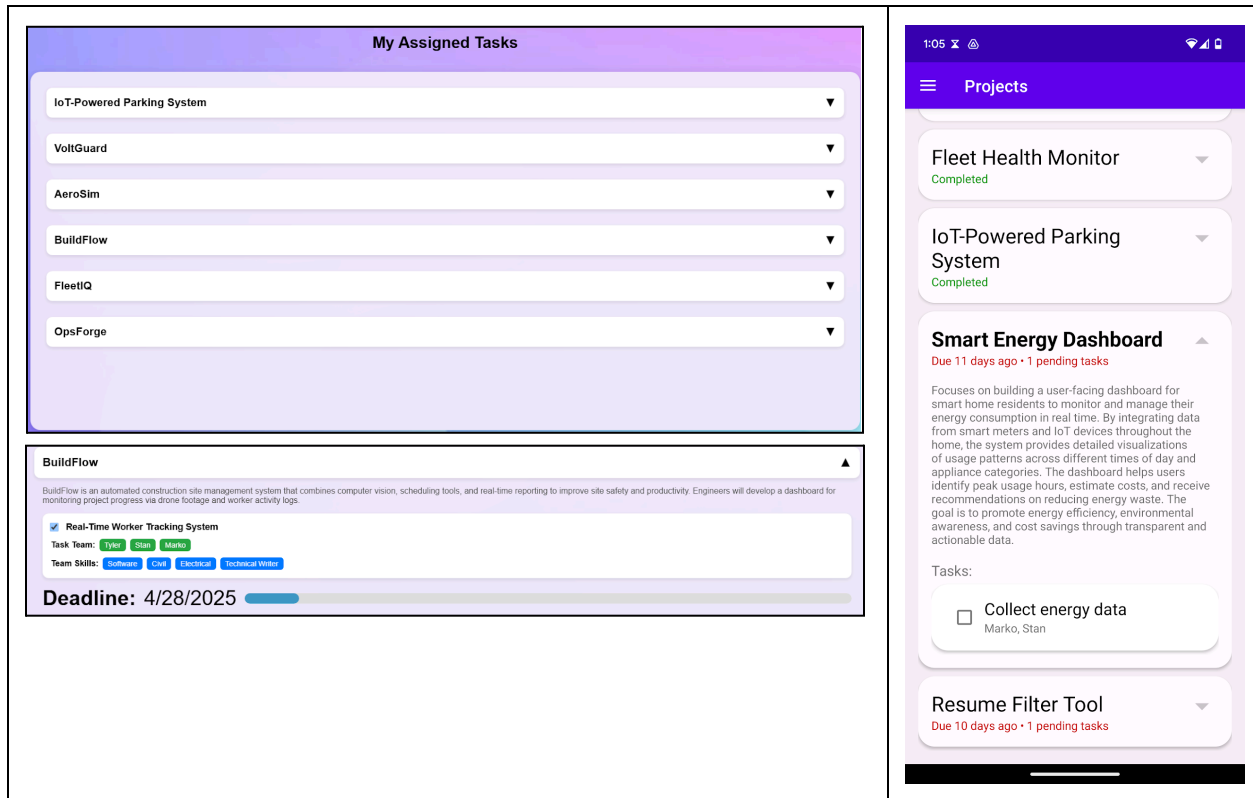 My Assigned Tasks
IoT-Powered Parking System
VoltGuard
AeroSim
BuildFlow
FleetIQ
OpsForge
BuildFlow
BuildFlow is an automated construction site management system that combines computer vision, scheduling tools, and real-time reporting to improve site safety and productivity. Engineers will develop a dashboard for
monitoring project progress via drone footage and worker activity logs.
Real-Time Worker Tracking System
Task Team: Tyler Stan Marko
Team Skills: Software Civil Electrical Technical Writer
Deadline: 4/28/2025
1:05
Projects
Fleet Health Monitor
Completed
IoT-Powered Parking
System
Completed
Smart Energy Dashboard
Due 11 days ago • 1 pending tasks
Focuses on building a user-facing dashboard for
smart home residents to monitor and manage their
energy consumption in real time. By integrating data
from smart meters and IoT devices throughout the
home, the system provides detailed visualizations
of usage patterns across different times of day and
appliance categories. The dashboard helps users
identify peak usage hours, estimate costs, and receive
recommendations on reducing energy waste. The
goal is to promote energy efficiency, environmental
awareness, and cost savings through transparent and
actionable data.
Tasks:
Collect energy data
Marko, Stan
Resume Filter Tool
Due 10 days ago • 1 pending tasks